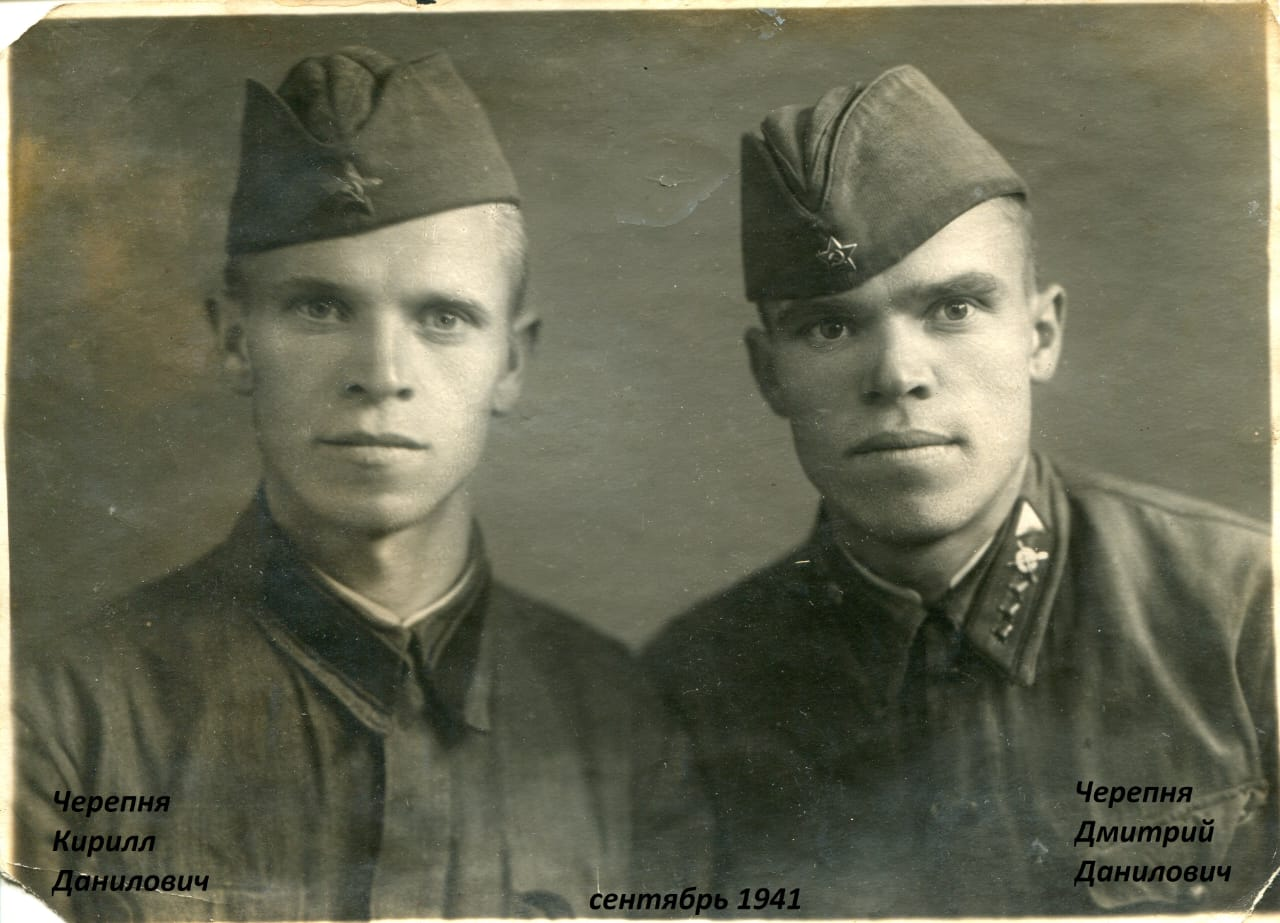 Черепня
Кирилл
Данилович
Черепня
Дмитрий
Данилович
сентябрь 1941